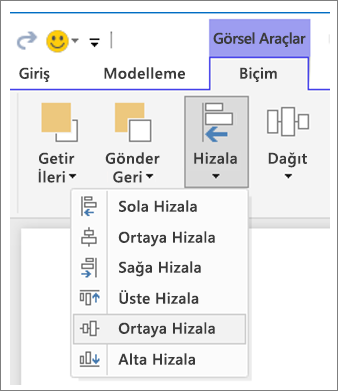 Görsel Araçlar
Giriş Modelleme Biçim
Getir İleri Gönder Geri Hizala Dağıt
Sola Hizala
Ortaya Hizala
Sağa Hizala
Üste Hizala
Ortaya Hizala
Alta Hizala